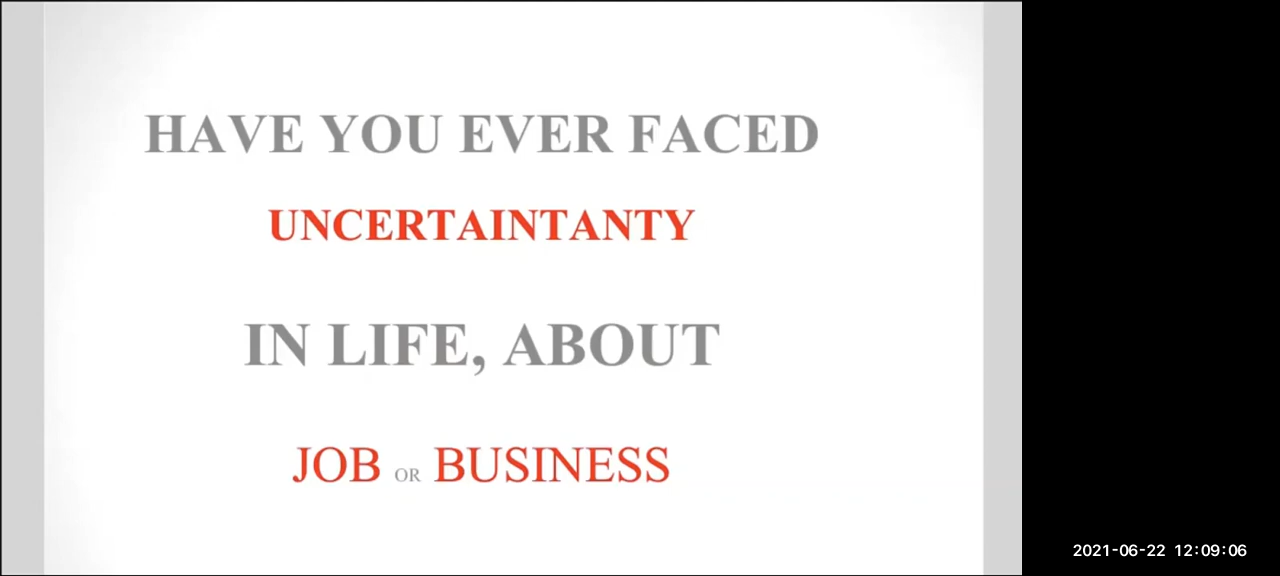 HAVE YOU EVER FACED
UNCERTAINTANTY
IN LIFE, ABOUT
JOB OR BUSINESS
2021-06-22 12:09:06